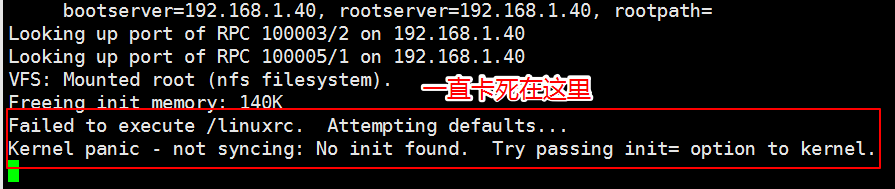 bootserver=192.168.1.40, rootserver=192.168.1.40, rootpath=
Looking up port of RPC 100003/2 on 192.168.1.40
Looking up port of RPC 100005/1 on 192.168.1.40
VFS: Mounted root (nfs filesystem).
一直卡死在这里
Freeing init memory: 140K
Failed to execute /linuxrc.  Attempting defaults...
Kernel panic - not syncing: No init found.  Try passing init= option to kernel.